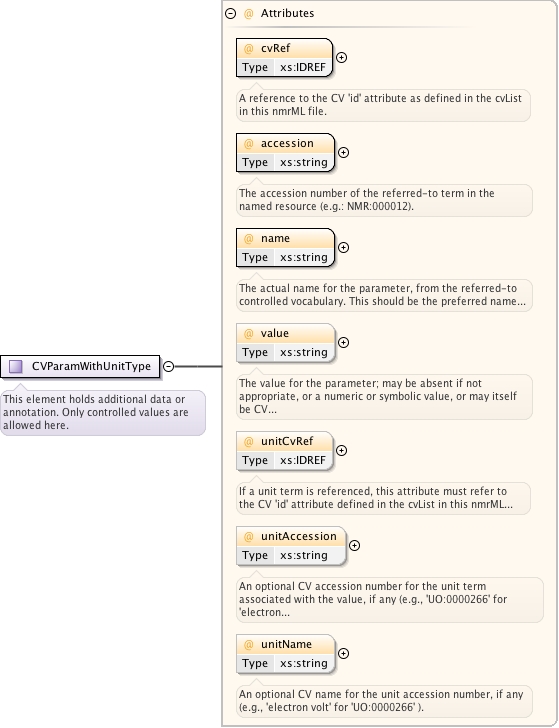 @ Attributes
@ cvRef
Type xs:IDREF
A reference to the CV 'id' attribute as defined in the cvList
in this nmrML file.
@ accession
Type xs:string
The accession number of the referred-to term in the
named resource (e.g.: NMR:000012).
@ name
Type xs:string
The actual name for the parameter, from the referred-to
controlled vocabulary. This should be the preferred name...
@ value
Type xs:string
The value for the parameter; may be absent if not
appropriate, or a numeric or symbolic value, or may itself
be CV...
CVParamWithUnitType
This element holds additional data or
annotation. Only controlled values are
allowed here.
@ unitCvRef
Type xs:IDREF
If a unit term is referenced, this attribute must refer to
the CV 'id' attribute defined in the cvList in this nmrML...
@ unitAccession
Type xs:string
An optional CV accession number for the unit term
associated with the value, if any (e.g., 'UO:0000266' for
'electron...
@ unitName
Type xs:string
An optional CV name for the unit accession number, if any
(e.g., 'electron volt' for 'UO:0000266' ).